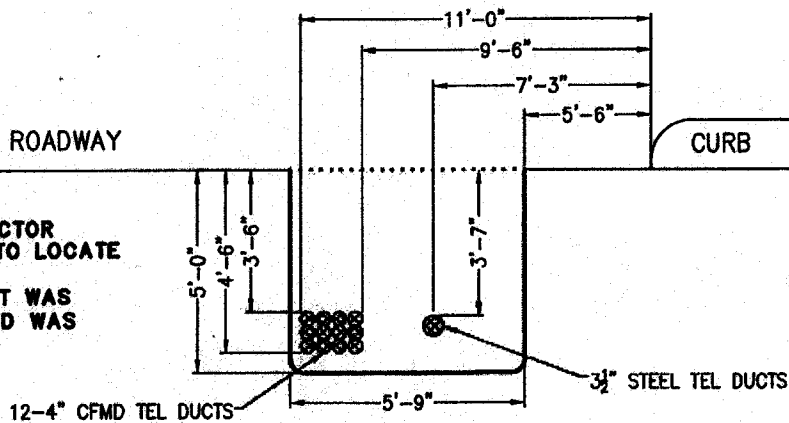 11'-0"
9'-6"
7'-3"
5'-6"
ROADWAY
CURB
CTOR
TO LOCATE
T WAS
D WAS
5'-0"
4'-6"
3'-6"
3'-7"
3½" STEEL TEL DUCTS
12-4" CFMD TEL DUCTS
5'-9"